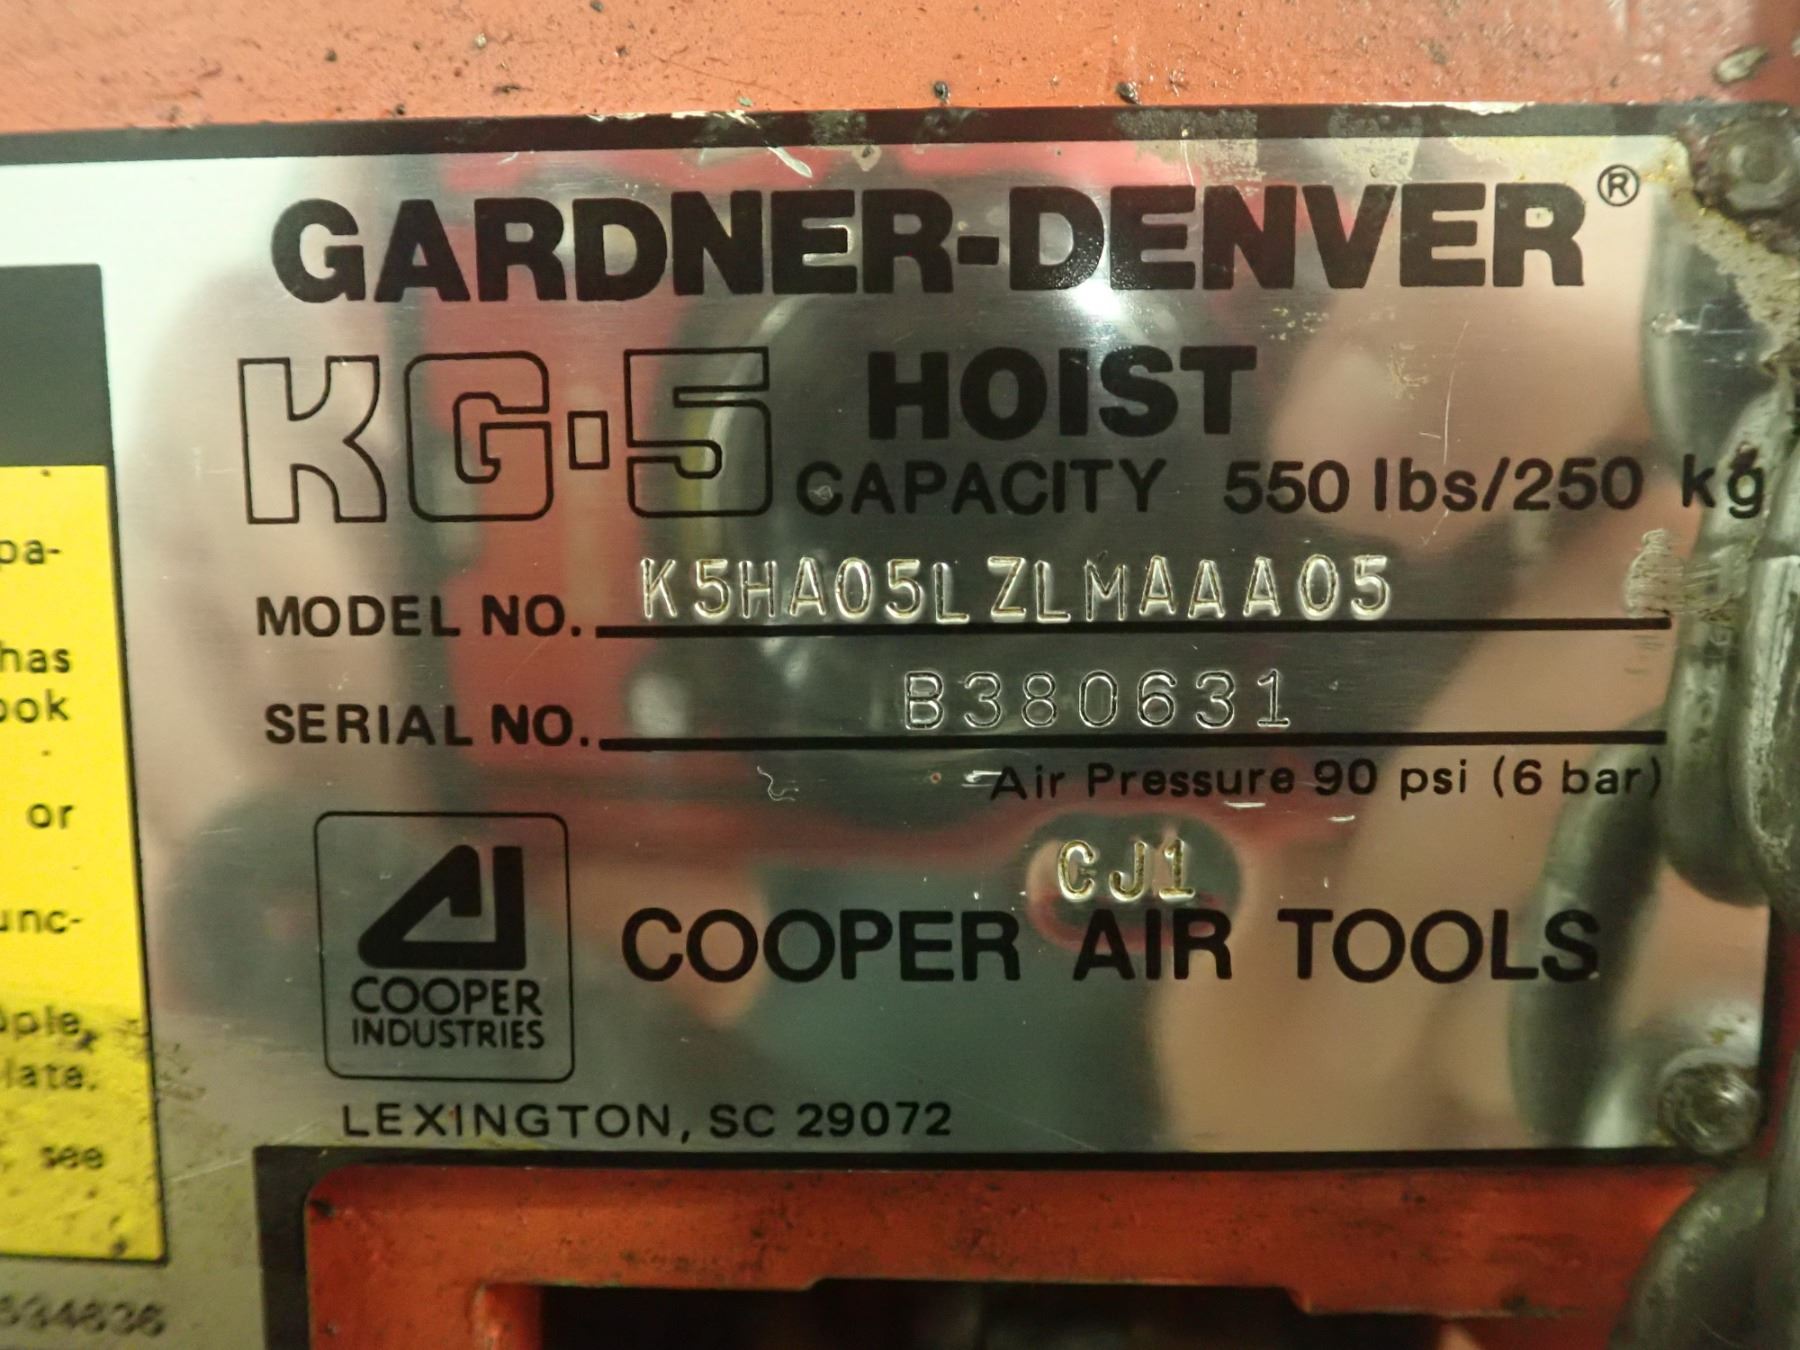 GARDNER-DENVER®
KG·5 HOIST
CAPACITY 550 lbs/250 kg
MODEL NO. K5HA05LZLMAAA05
SERIAL NO. B380631
Air Pressure 90 psi (6 bar)
CJ1
COOPER AIR TOOLS
COOPER
INDUSTRIES
LEXINGTON, SC 29072
pa-
has
ook
or
unc-
late.
see